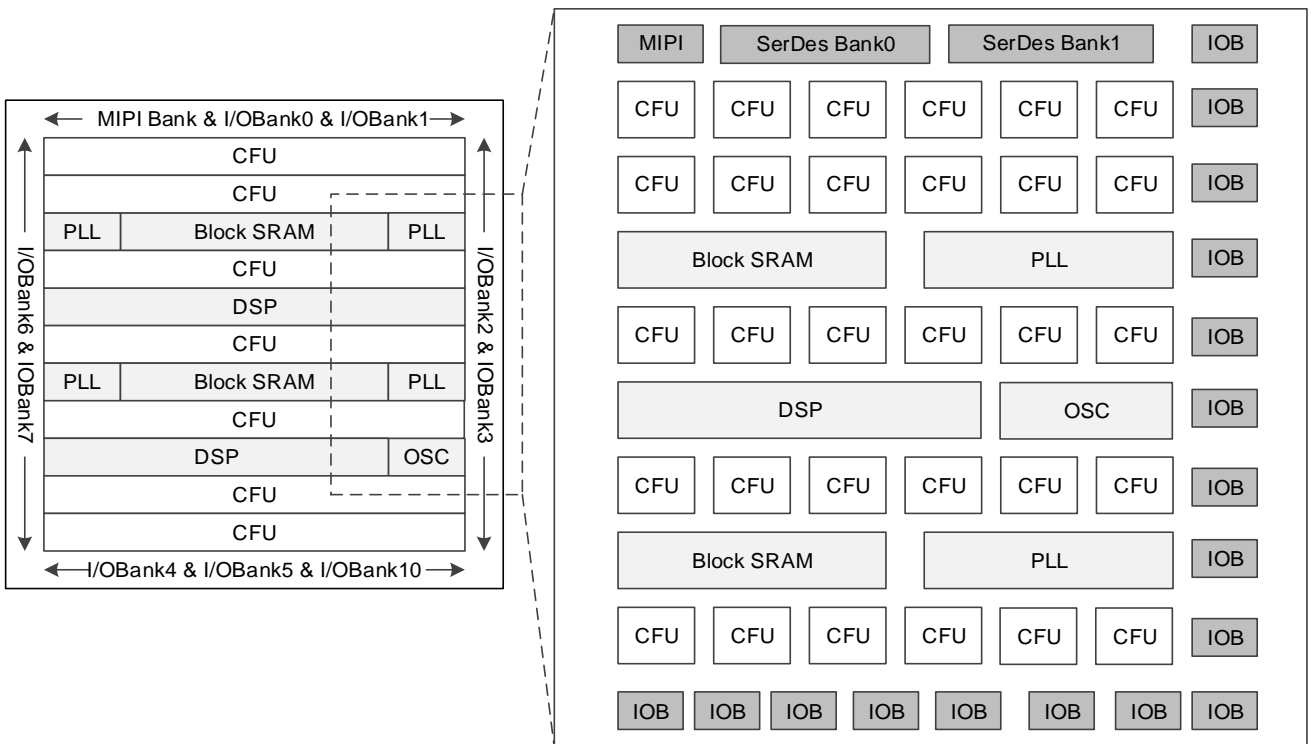 MIPI Bank & I/OBank0 & I/OBank1
CFU
CFU
PLL Block SRAM PLL
CFU
DSP
CFU
PLL Block SRAM PLL
CFU
DSP OSC
CFU
CFU
I/OBank4 & I/OBank5 & I/OBank10
I/OBank6 & IOBank7
I/OBank2 & IOBank3
MIPI SerDes Bank0 SerDes Bank1 IOB
CFU CFU CFU CFU CFU CFU IOB
CFU CFU CFU CFU CFU CFU IOB
Block SRAM PLL IOB
CFU CFU CFU CFU CFU CFU IOB
DSP OSC IOB
CFU CFU CFU CFU CFU CFU IOB
Block SRAM PLL IOB
CFU CFU CFU CFU CFU CFU IOB
IOB IOB IOB IOB IOB IOB IOB IOB